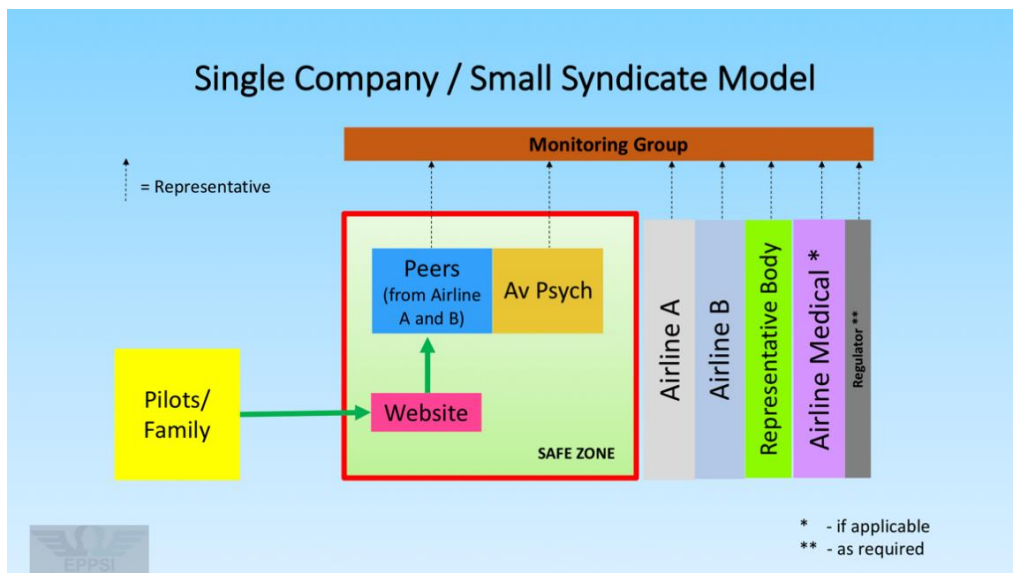 Single Company / Small Syndicate Model
Monitoring Group
= Representative
Peers
(from Airline
A and B)
Av Psych
Airline A
Airline B
Representative Body
Airline Medical *
Regulator **
Pilots/
Family
Website
SAFE ZONE
* - if applicable
** - as required
EPPSI